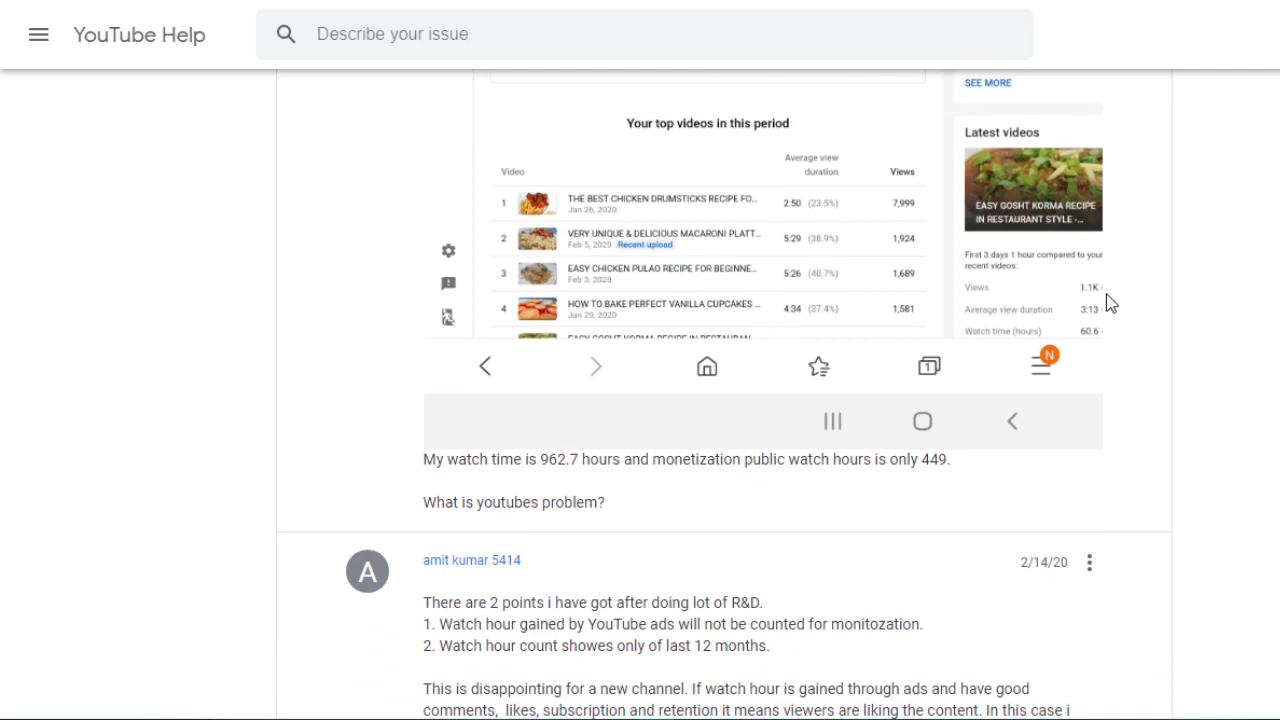 YouTube Help
Describe your issue
SEE MORE
Your top videos in this period
Latest videos
Video
Average view
duration
Views
1
THE BEST CHICKEN DRUMSTICKS RECIPE FO...
Jan 26, 2020
2:50 (23.5%)
7,999
2
VERY UNIQUE & DELICIOUS MACARONI PLATT...
Feb 5, 2020 Recent upload
5:29 (38.9%)
1,924
3
EASY CHICKEN PULAO RECIPE FOR BEGINNE...
Feb 3, 2020
5:26 (40.7%)
1,689
4
HOW TO BAKE PERFECT VANILLA CUPCAKES ...
Jan 29, 2020
4:34 (37.4%)
1,581
EASY GOSHT KORMA RECIPE
IN RESTAURANT STYLE -...
First 3 days 1 hour compared to your
recent videos:
Views 1.1K
Average view duration 3:13
Watch time (hours) 60.6
1
N
My watch time is 962.7 hours and monetization public watch hours is only 449.
What is youtubes problem?
A
amit kumar 5414
2/14/20
There are 2 points i have got after doing lot of R&D.
1. Watch hour gained by YouTube ads will not be counted for monitozation.
2. Watch hour count showes only of last 12 months.
This is disappointing for a new channel. If watch hour is gained through ads and have good
comments, likes, subscription and retention it means viewers are liking the content. In this case i